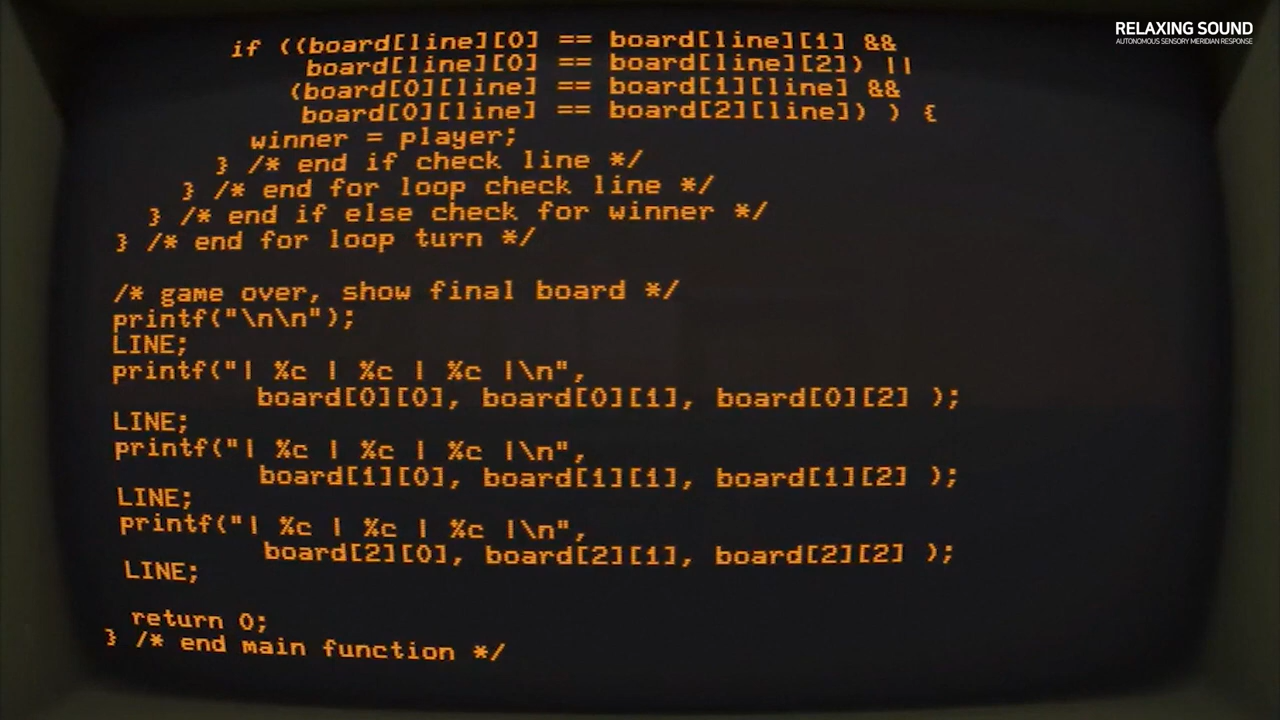 RELAXING SOUND
AUTONOMOUS SENSORY MERIDIAN RESPONSE
if ((board[line][0] == board[line][1] &&
board[line][0] == board[line][2]) ||
(board[0][line] == board[1][line] &&
board[0][line] == board[2][line]) ) {
winner = player;
} /* end if check line */
} /* end for loop check line */
} /* end if else check for winner */
} /* end for loop turn */
/* game over, show final board */
printf("\n\n");
LINE;
printf("| %c | %c | %c |\n",
board[0][0], board[0][1], board[0][2] );
LINE;
printf("| %c | %c | %c |\n",
board[1][0], board[1][1], board[1][2] );
LINE;
printf("| %c | %c | %c |\n",
board[2][0], board[2][1], board[2][2] );
LINE;
return 0;
} /* end main function */